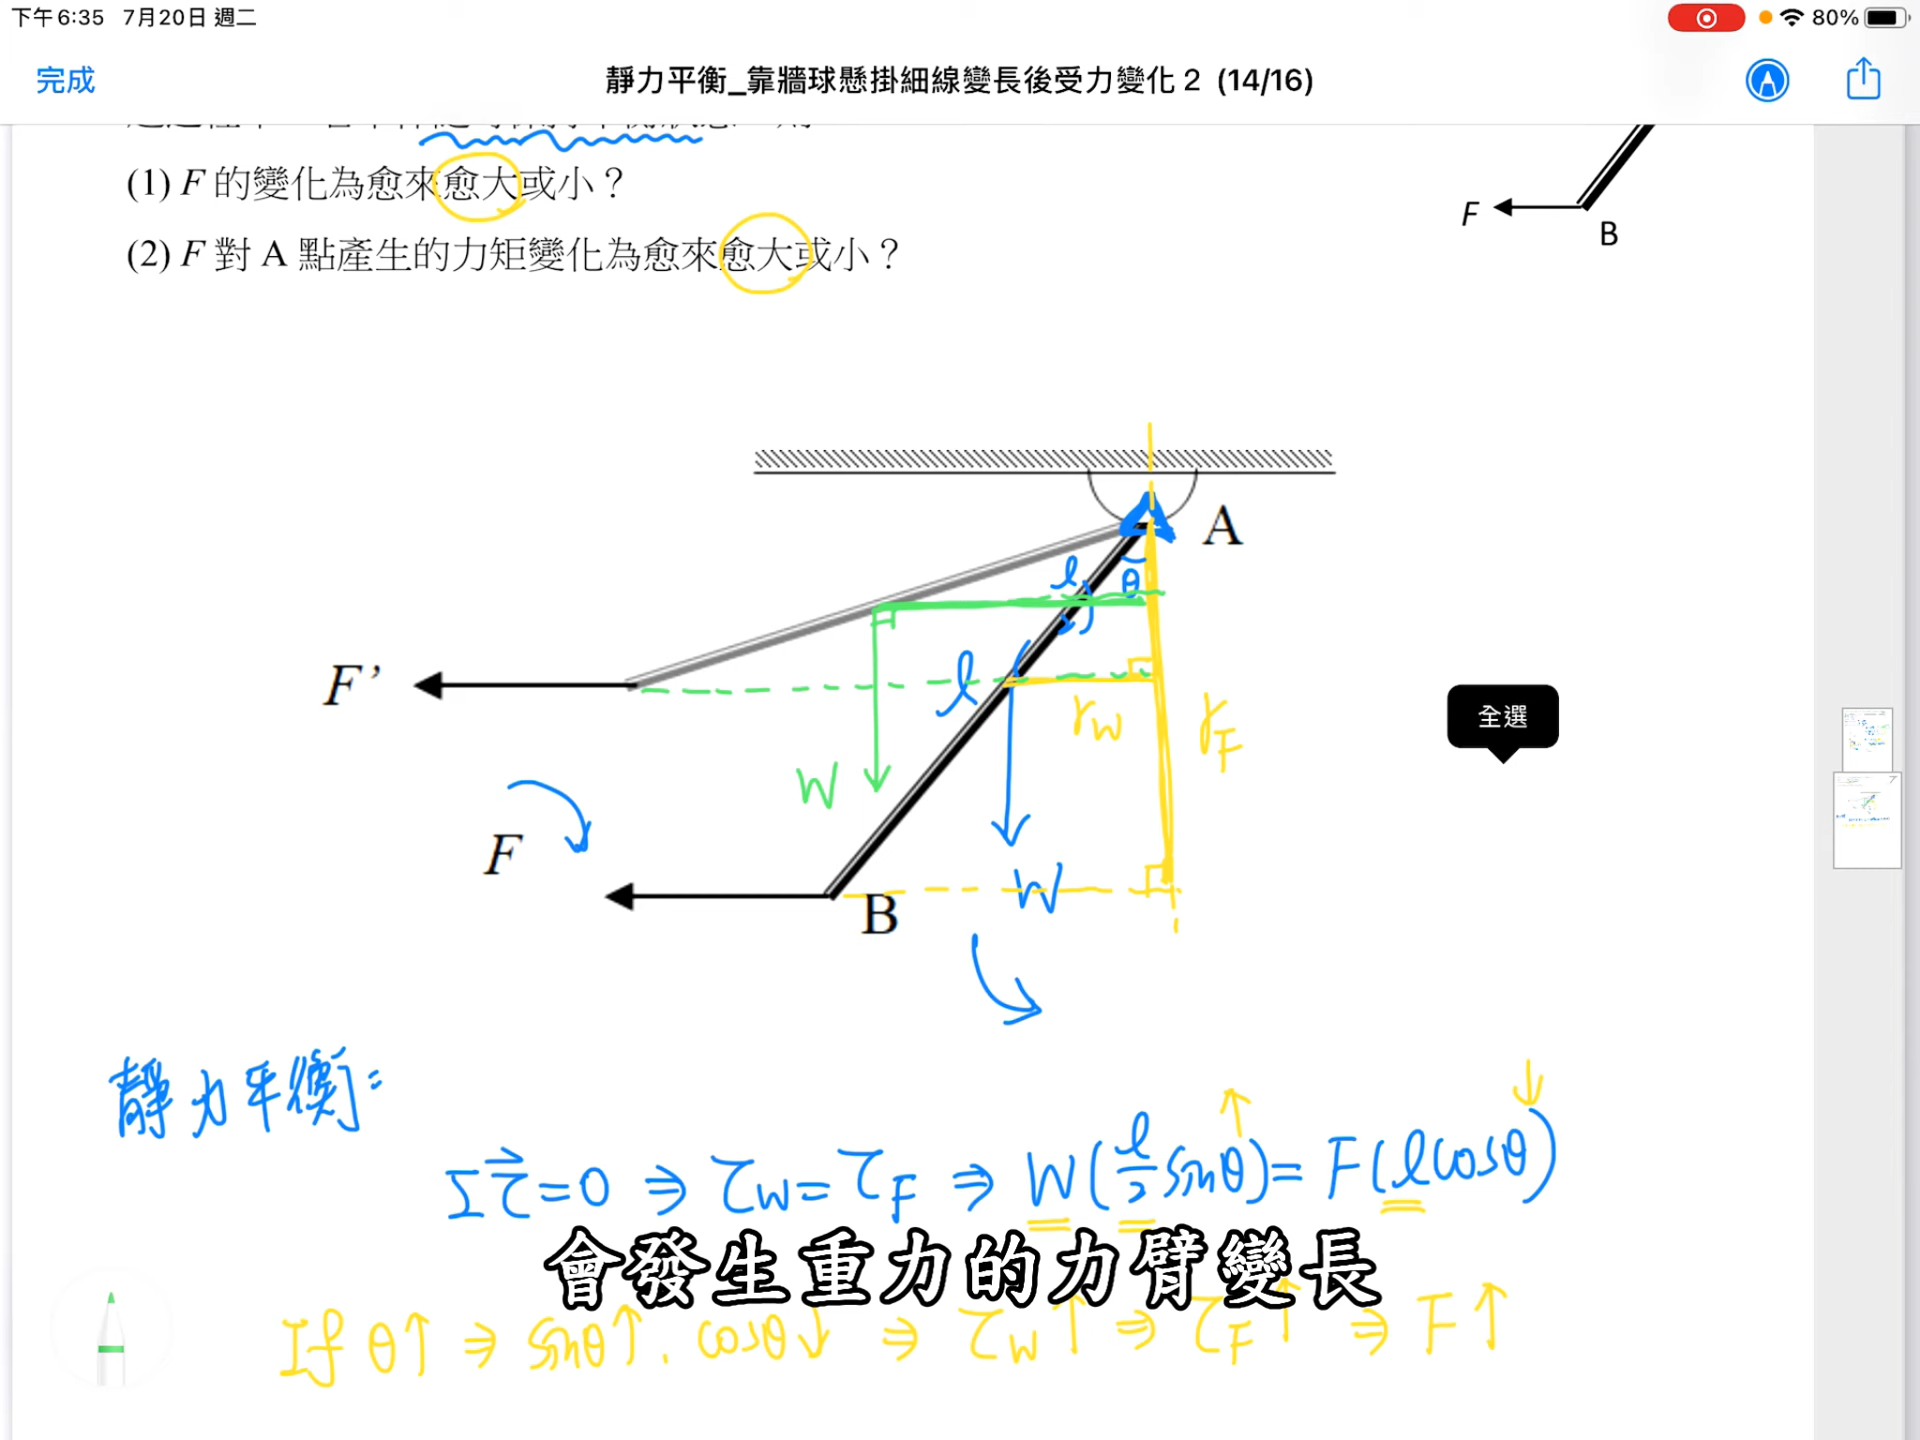 下午6:35 7月20日 週二
80%
完成
靜力平衡_靠牆球懸掛細線變長後受力變化 2 (14/16)
(1) F 的變化為愈來愈大或小？
(2) F 對 A 點產生的力矩變化為愈來愈大或小？
F
B
A
l
θ
F’
l
rw
rF
全選
W
F
B
W
靜力平衡:
Στ⃗=0 ⇒ τw = τF ⇒ W(l/2 sinθ)= F(lcosθ)
會發生重力的力臂變長
If θ↑ ⇒ sinθ↑. cosθ↓ ⇒ τw↑ ⇒ τF↑ ⇒ F↑